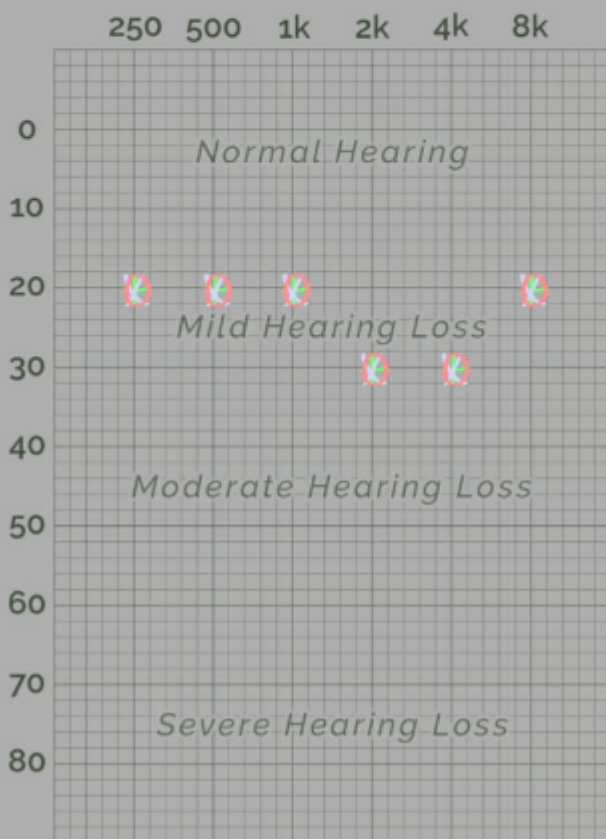 250 500 1k 2k 4k 8k
0
Normal Hearing
10
20
Mild Hearing Loss
30
40
Moderate Hearing Loss
50
60
70
Severe Hearing Loss
80